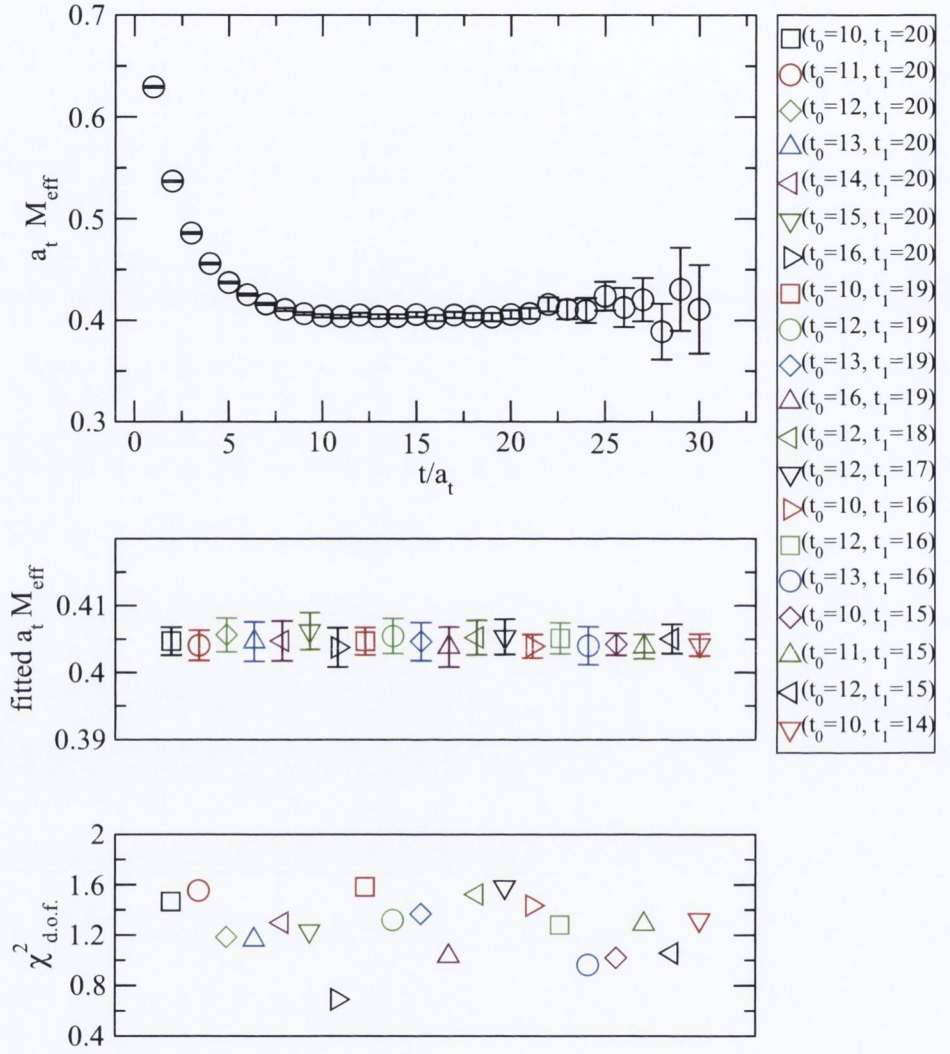 0.7
0.6
0.5
0.4
0.3
a_t M_eff
0 5 10 15 20 25 30
t/a_t
0.41
0.4
0.39
fitted a_t M_eff
2
1.6
1.2
0.8
0.4
χ²_d.o.f.
(t_0=10, t_1=20)
(t_0=11, t_1=20)
(t_0=12, t_1=20)
(t_0=13, t_1=20)
(t_0=14, t_1=20)
(t_0=15, t_1=20)
(t_0=16, t_1=20)
(t_0=10, t_1=19)
(t_0=12, t_1=19)
(t_0=13, t_1=19)
(t_0=16, t_1=19)
(t_0=12, t_1=18)
(t_0=12, t_1=17)
(t_0=10, t_1=16)
(t_0=12, t_1=16)
(t_0=13, t_1=16)
(t_0=10, t_1=15)
(t_0=11, t_1=15)
(t_0=12, t_1=15)
(t_0=10, t_1=14)